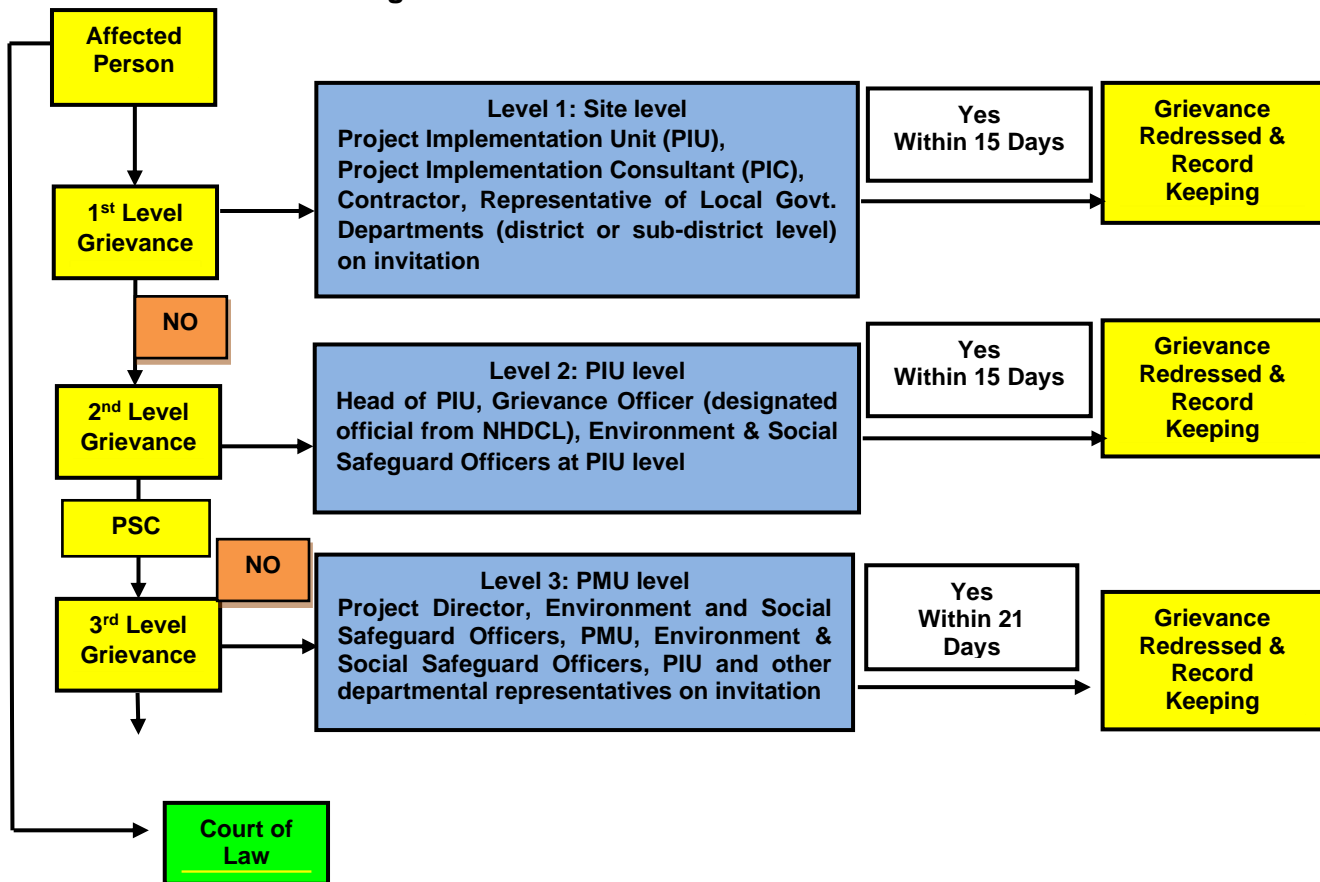 Affected
Person
Level 1: Site level
Project Implementation Unit (PIU),
Project Implementation Consultant (PIC),
Contractor, Representative of Local Govt.
Departments (district or sub-district level)
on invitation
Yes
Within 15 Days
Grievance
Redressed &
Record
Keeping
1st Level
Grievance
NO
Level 2: PIU level
Head of PIU, Grievance Officer (designated
official from NHDCL), Environment & Social
Safeguard Officers at PIU level
Yes
Within 15 Days
Grievance
Redressed &
Record
Keeping
2nd Level
Grievance
PSC
NO
Level 3: PMU level
Project Director, Environment and Social
Safeguard Officers, PMU, Environment &
Social Safeguard Officers, PIU and other
departmental representatives on invitation
Yes
Within 21
Days
Grievance
Redressed &
Record
Keeping
3rd Level
Grievance
Court of
Law